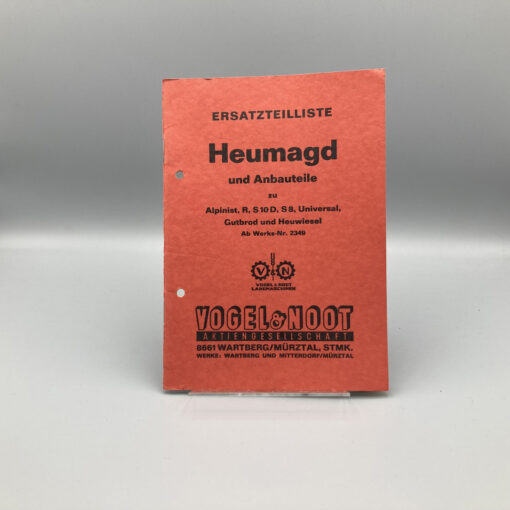 ERSATZTEILLISTE
Heumagd
und Anbauteile
zu
Alpinist, R, S 10 D, S 8, Universal,
Gutbrod und Heuwiesel
Ab Werks-Nr. 2349
V N
VOGEL & NOOT
LANDMASCHINEN
VOGEL & NOOT
AKTIENGESELLSCHAFT
8661 WARTBERG/MÜRZTAL, STMK.
WERKE: WARTBERG UND MITTERDORF/MÜRZTAL